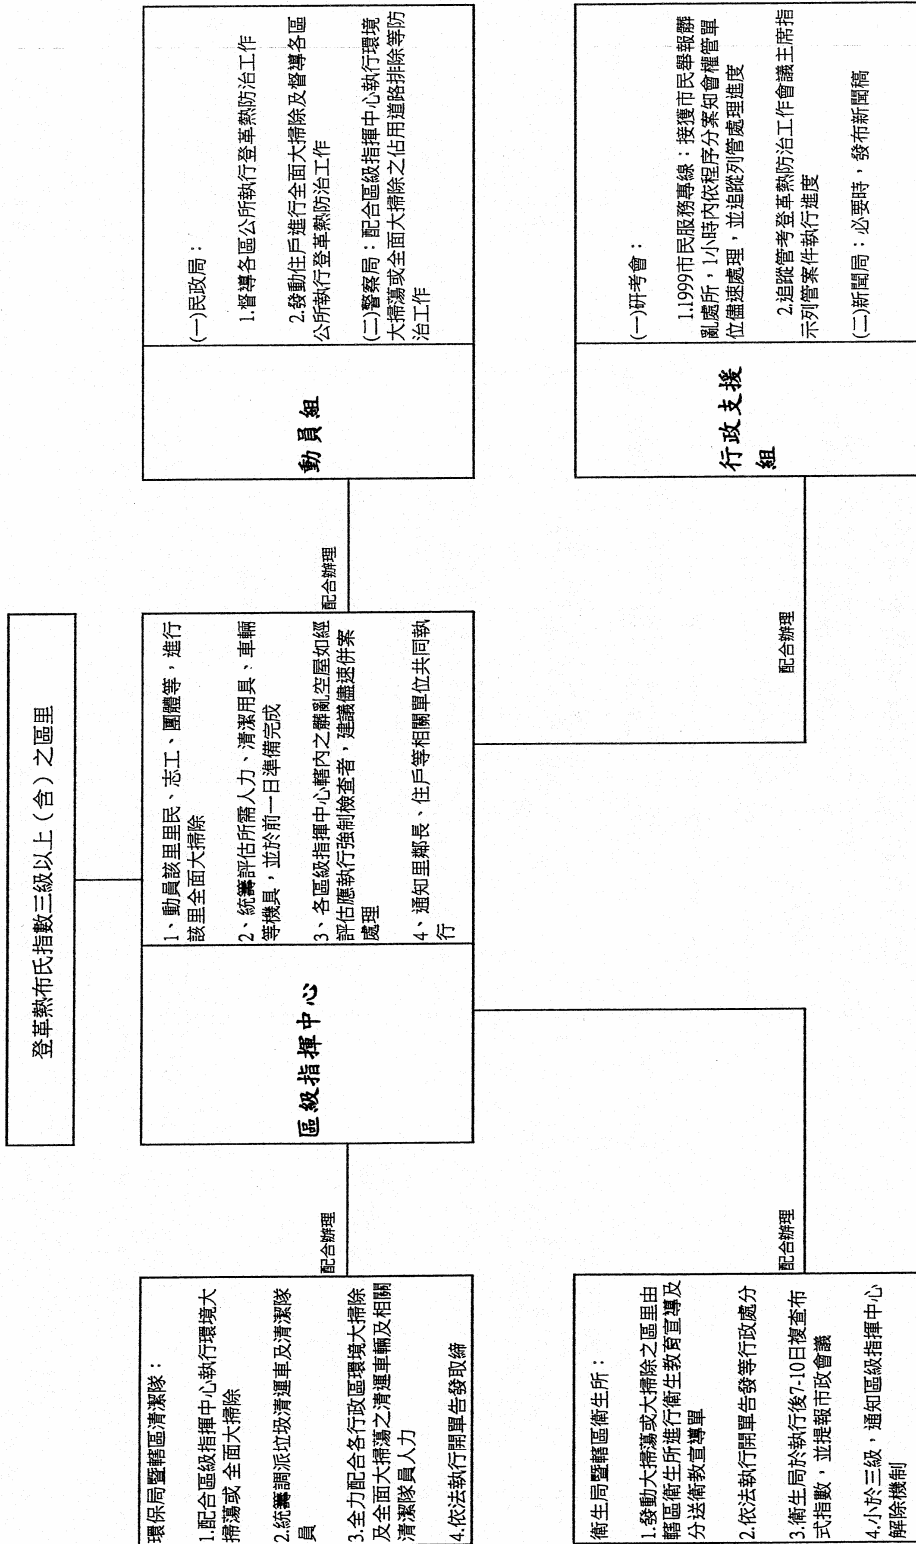 登革熱布氏指數三級以上（含）之區里
環保局暨轄區清潔隊：
1.配合區級指揮中心執行環境大
掃蕩或 全面大掃除
2.統籌調派垃圾清運車及清潔隊
員
3.全力配合各行政區環境大掃除
及全面大掃蕩之清運車輛及相關
清潔隊員人力
4.依法執行開單告發取締
配合辦理
區級指揮中心
1、動員該里里民、志工、團體等，進行
該里全面大掃除
2、統籌評估所需人力、清潔用具、車輛
等機具，並於前一日準備完成
3、各區級指揮中心轄內之髒亂空屋如經
評估應執行強制檢查者，建議儘速併案
處理
4、通知里鄰長、住戶等相關單位共同執
行
配合辦理
動員組
(一)民政局：
1.督導各區公所執行登革熱防治工作
2.發動住戶進行全面大掃除及督導各區
公所執行登革熱防治工作
(二)警察局：配合區級指揮中心執行環境
大掃蕩或全面大掃除之佔用道路排除等防
治工作
衛生局暨轄區衛生所：
1.發動大掃蕩或大掃除之區里由
轄區衛生所進行衛生教育宣導及
分送衛教宣導單
2.依法執行開單告發等行政處分
3.衛生局於執行後7-10日複查布
式指數，並提報市政會議
4.小於三級，通知區級指揮中心
解除機制
配合辦理
配合辦理
行政支援
組
(一)研考會：
1.1999市民服務專線：接獲市民舉報髒
亂處所，1小時內依程序分案知會權管單
位儘速處理，並追蹤列管處理進度
2.追蹤管考登革熱防治工作會議主席指
示列管案件執行進度
(二)新聞局：必要時，發布新聞稿